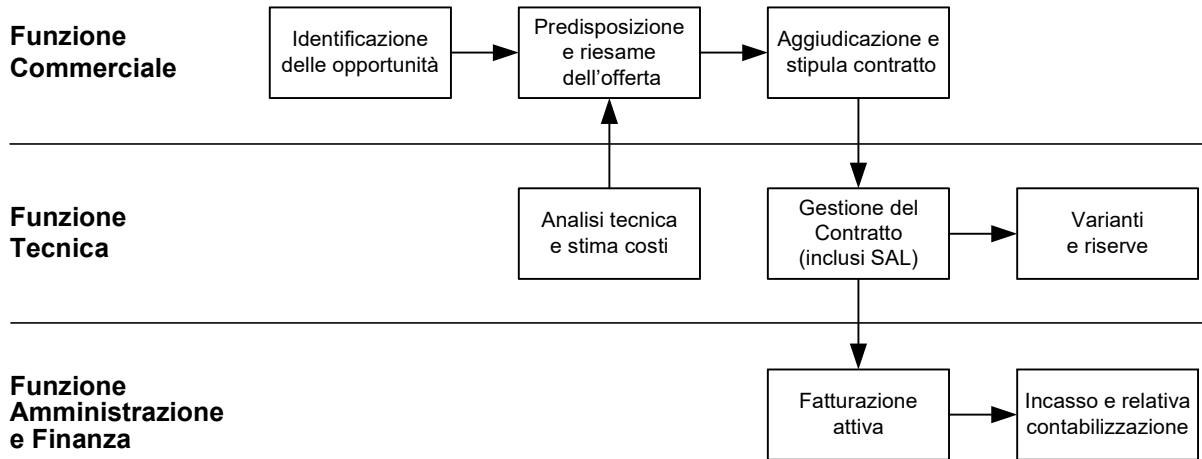 Funzione
Commerciale
Identificazione
delle opportunità
Predisposizione
e riesame
dell’offerta
Aggiudicazione e
stipula contratto
Funzione
Tecnica
Analisi tecnica
e stima costi
Gestione del
Contratto
(inclusi SAL)
Varianti
e riserve
Funzione
Amministrazione
e Finanza
Fatturazione
attiva
Incasso e relativa
contabilizzazione